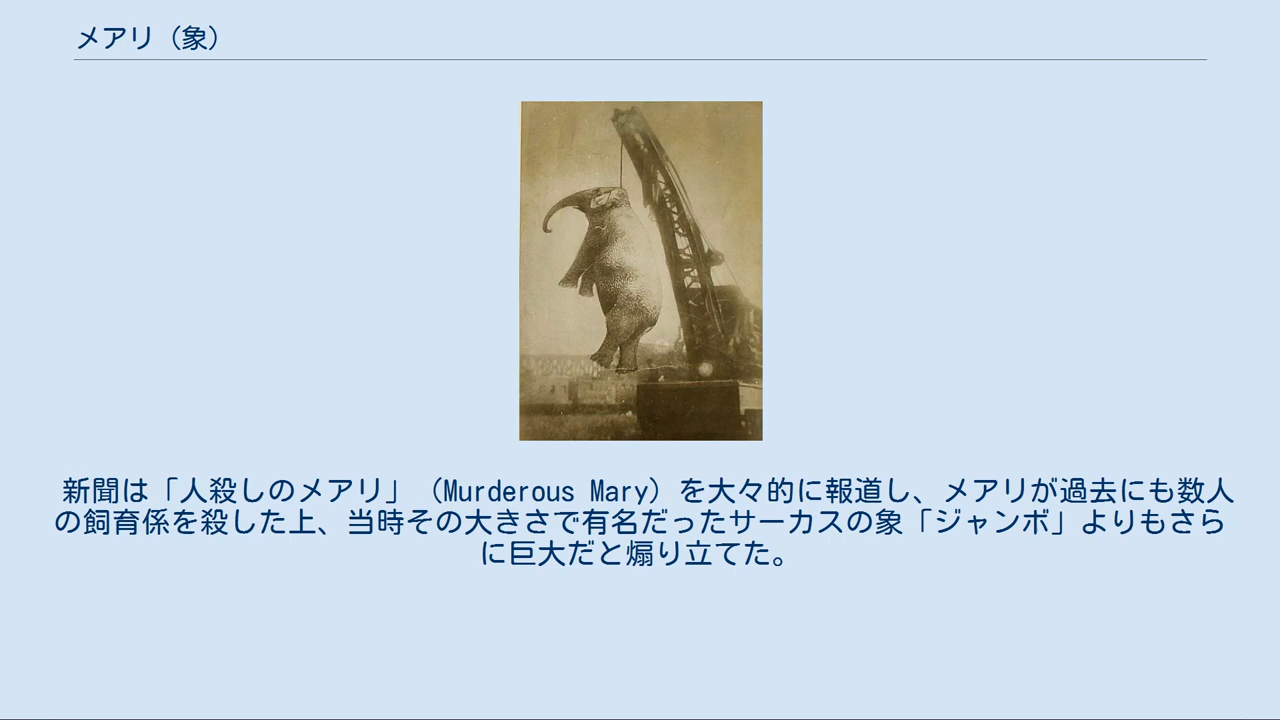 メアリ（象）
新聞は「人殺しのメアリ」（Murderous Mary）を大々的に報道し、メアリが過去にも数人
の飼育係を殺した上、当時その大きさで有名だったサーカスの象「ジャンボ」よりもさら
に巨大だと煽り立てた。